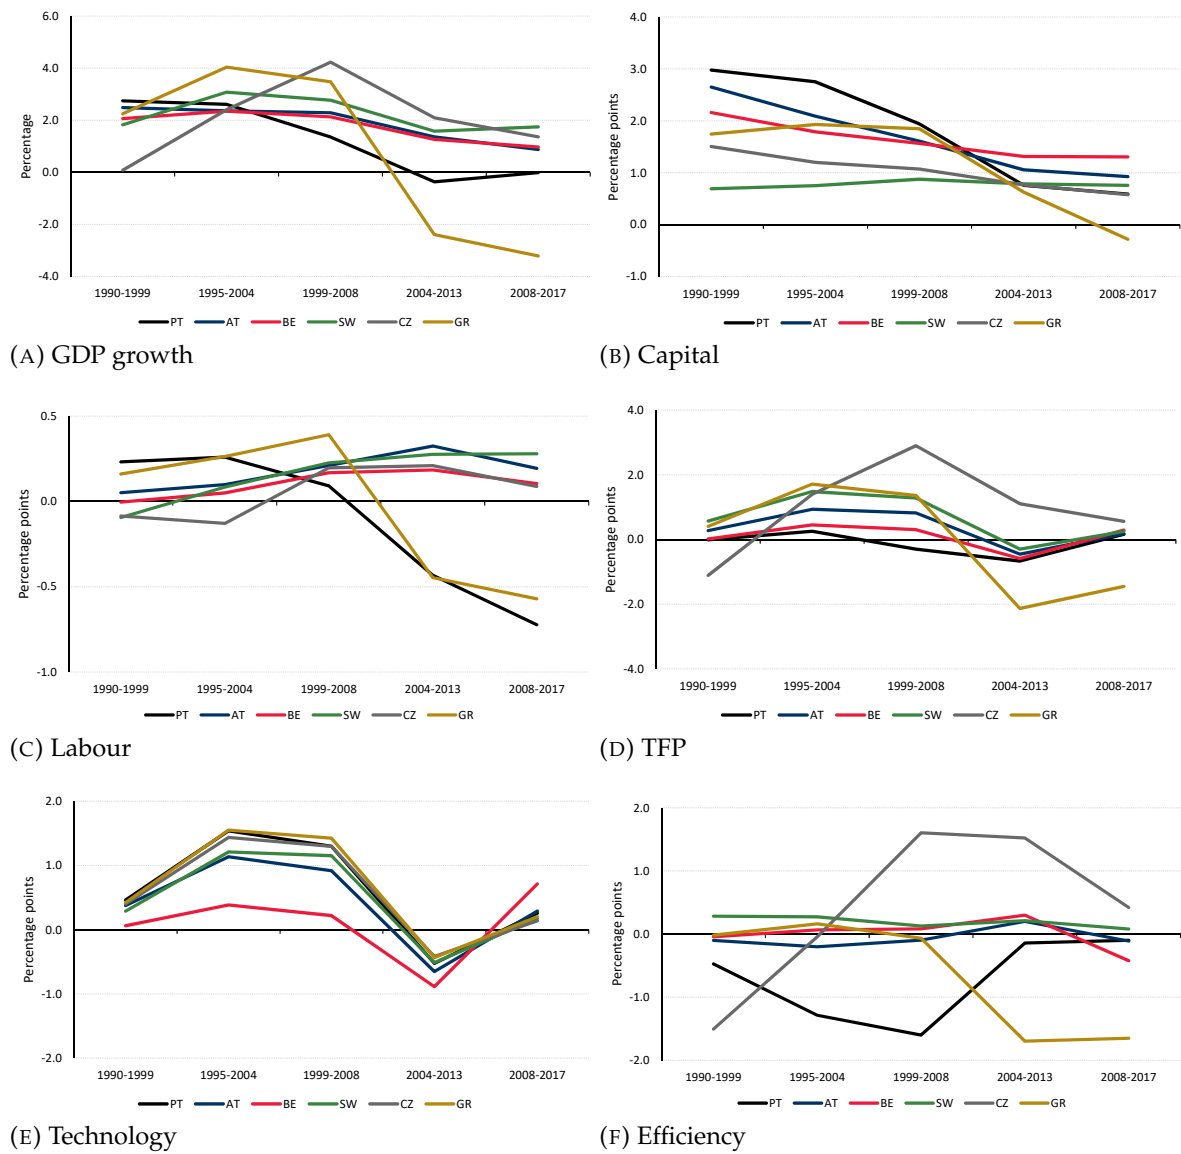 6.0
4.0
2.0
0.0
-2.0
-4.0
Percentage
1990-1999 1995-2004 1999-2008 2004-2013 2008-2017
PT AT BE SW CZ GR
(A) GDP growth
4.0
3.0
2.0
1.0
0.0
-1.0
Percentage points
1990-1999 1995-2004 1999-2008 2004-2013 2008-2017
PT AT BE SW CZ GR
(B) Capital
0.5
0.0
-0.5
-1.0
Percentage points
1990-1999 1995-2004 1999-2008 2004-2013 2008-2017
PT AT BE SW CZ GR
(C) Labour
4.0
2.0
0.0
-2.0
-4.0
Percentage points
1990-1999 1995-2004 1999-2008 2004-2013 2008-2017
PT AT BE SW CZ GR
(D) TFP
2.0
1.0
0.0
-1.0
-2.0
Percentage points
1990-1999 1995-2004 1999-2008 2004-2013 2008-2017
PT AT BE SW CZ GR
(E) Technology
2.0
1.0
0.0
-1.0
-2.0
Percentage points
1990-1999 1995-2004 1999-2008 2004-2013 2008-2017
PT AT BE SW CZ GR
(F) Efficiency